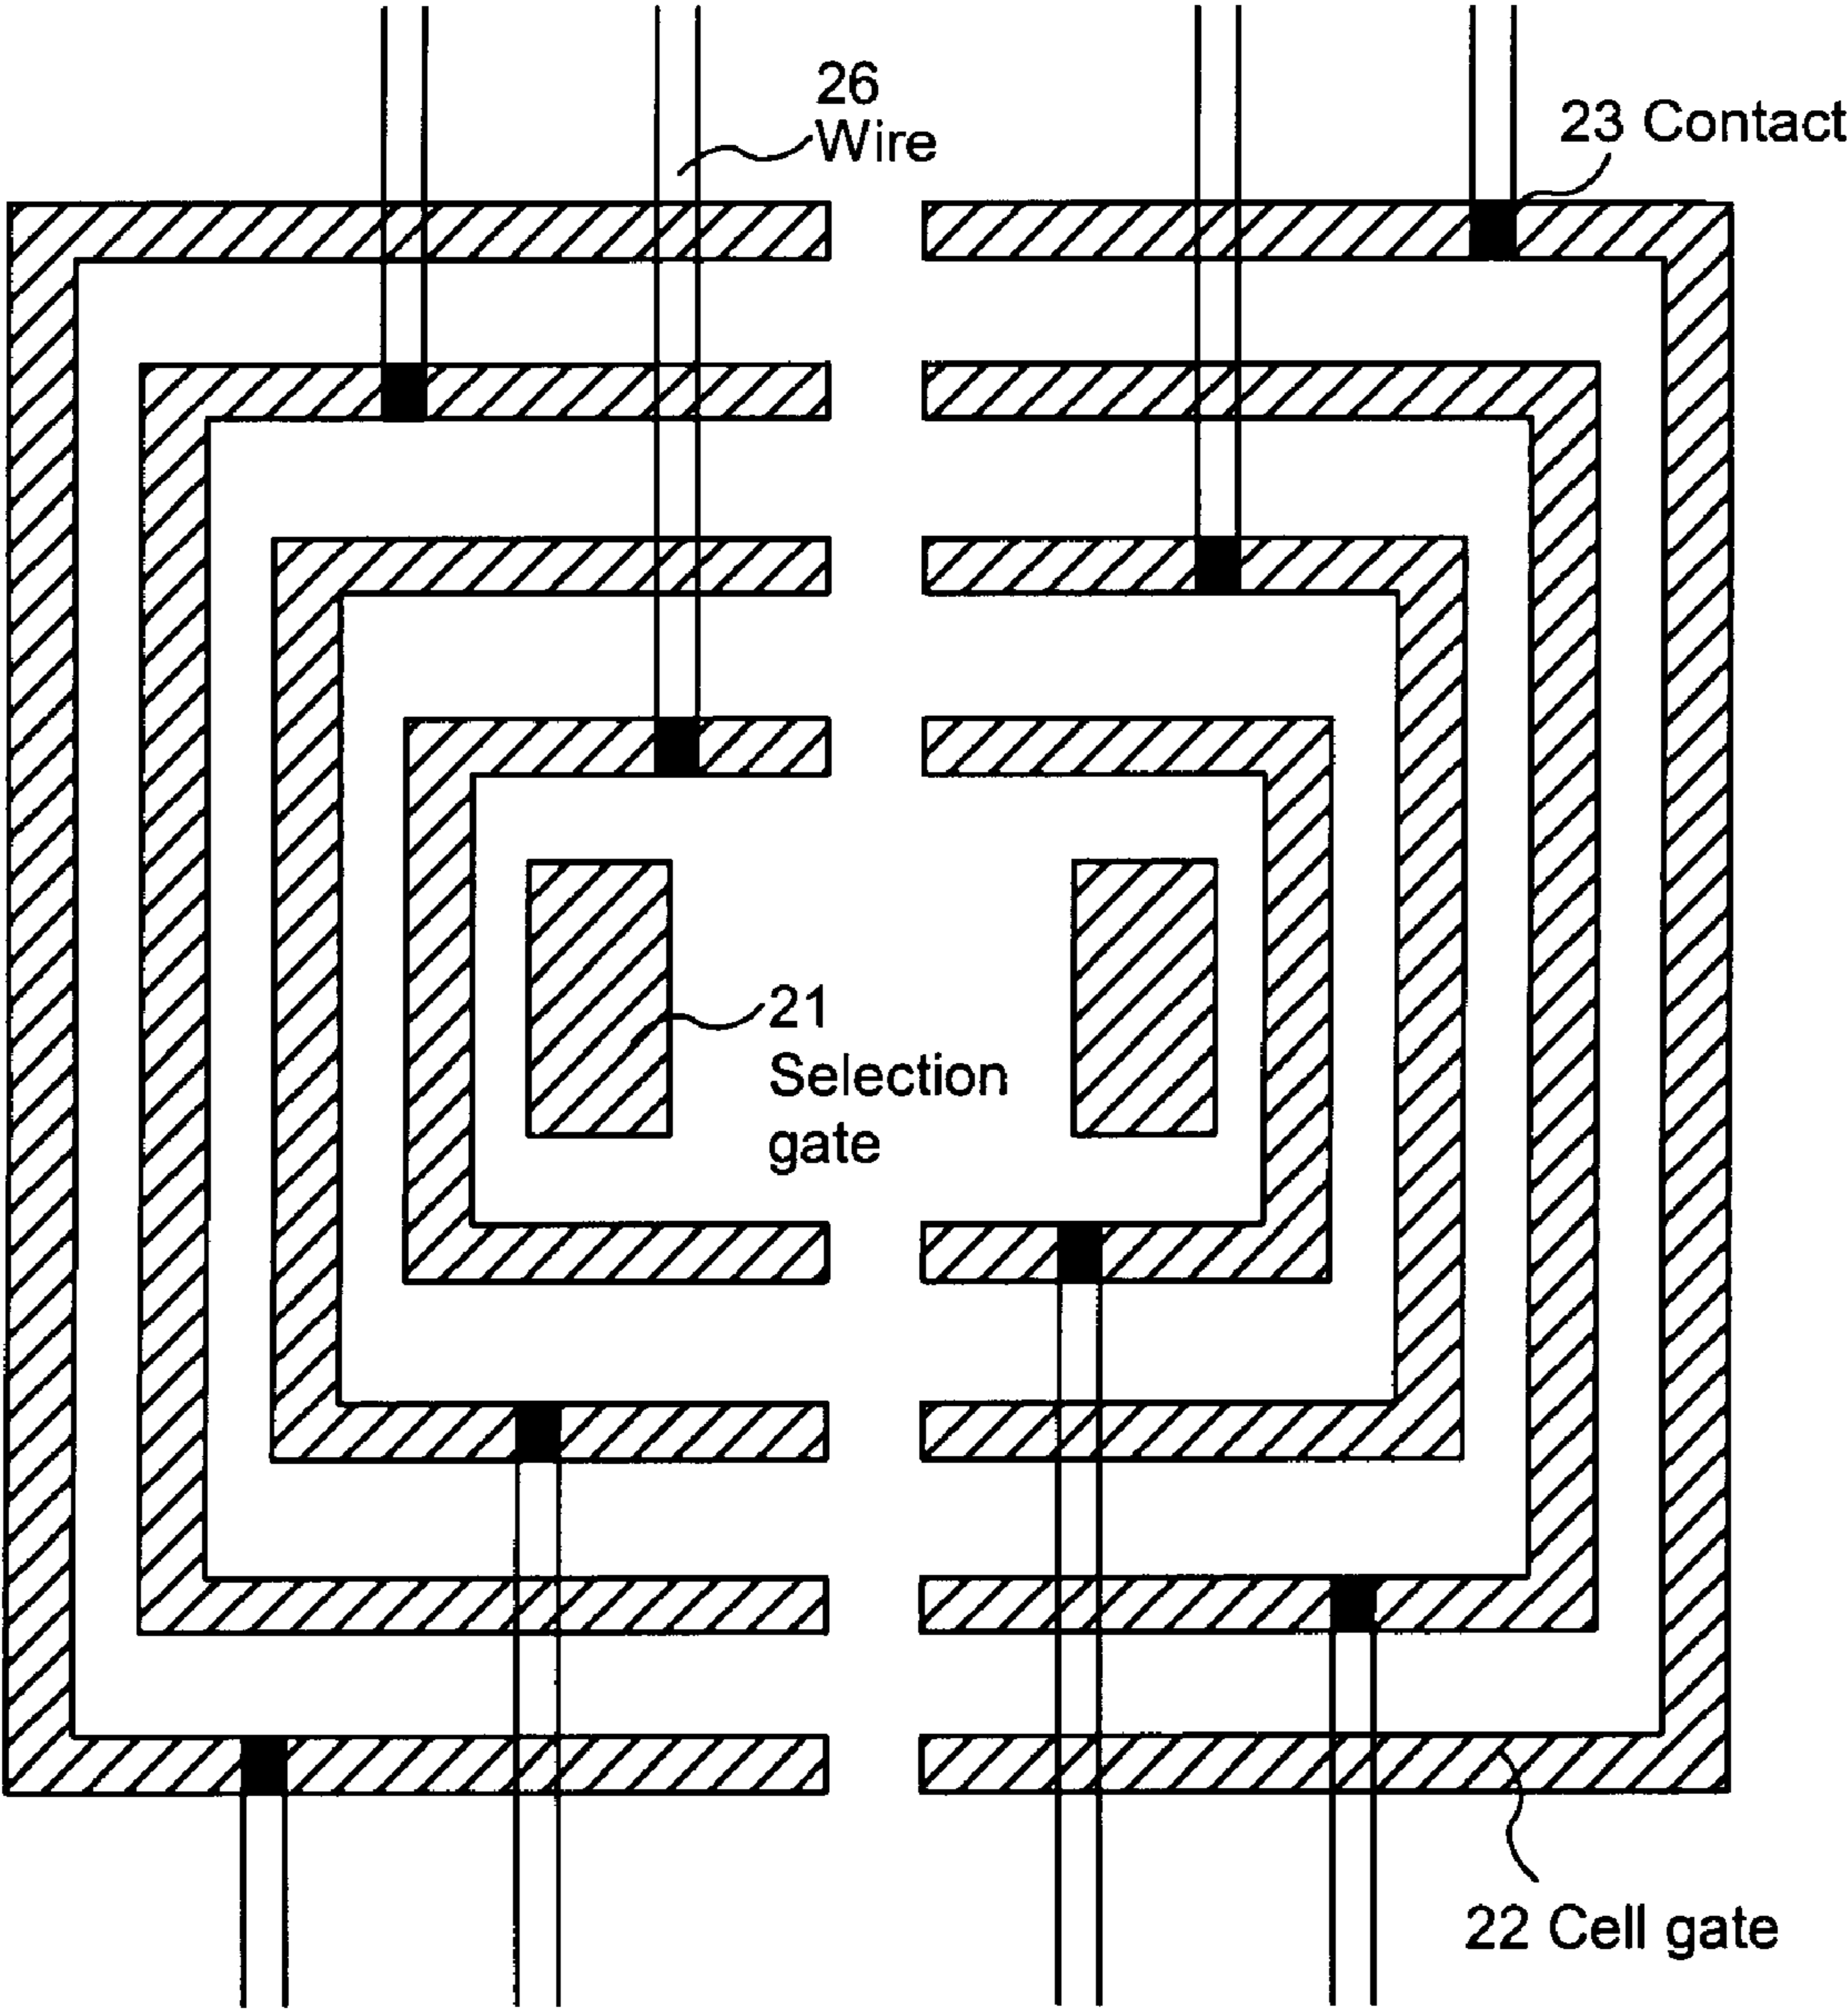 26
Wire
23 Contact
21
Selection
gate
22 Cell gate